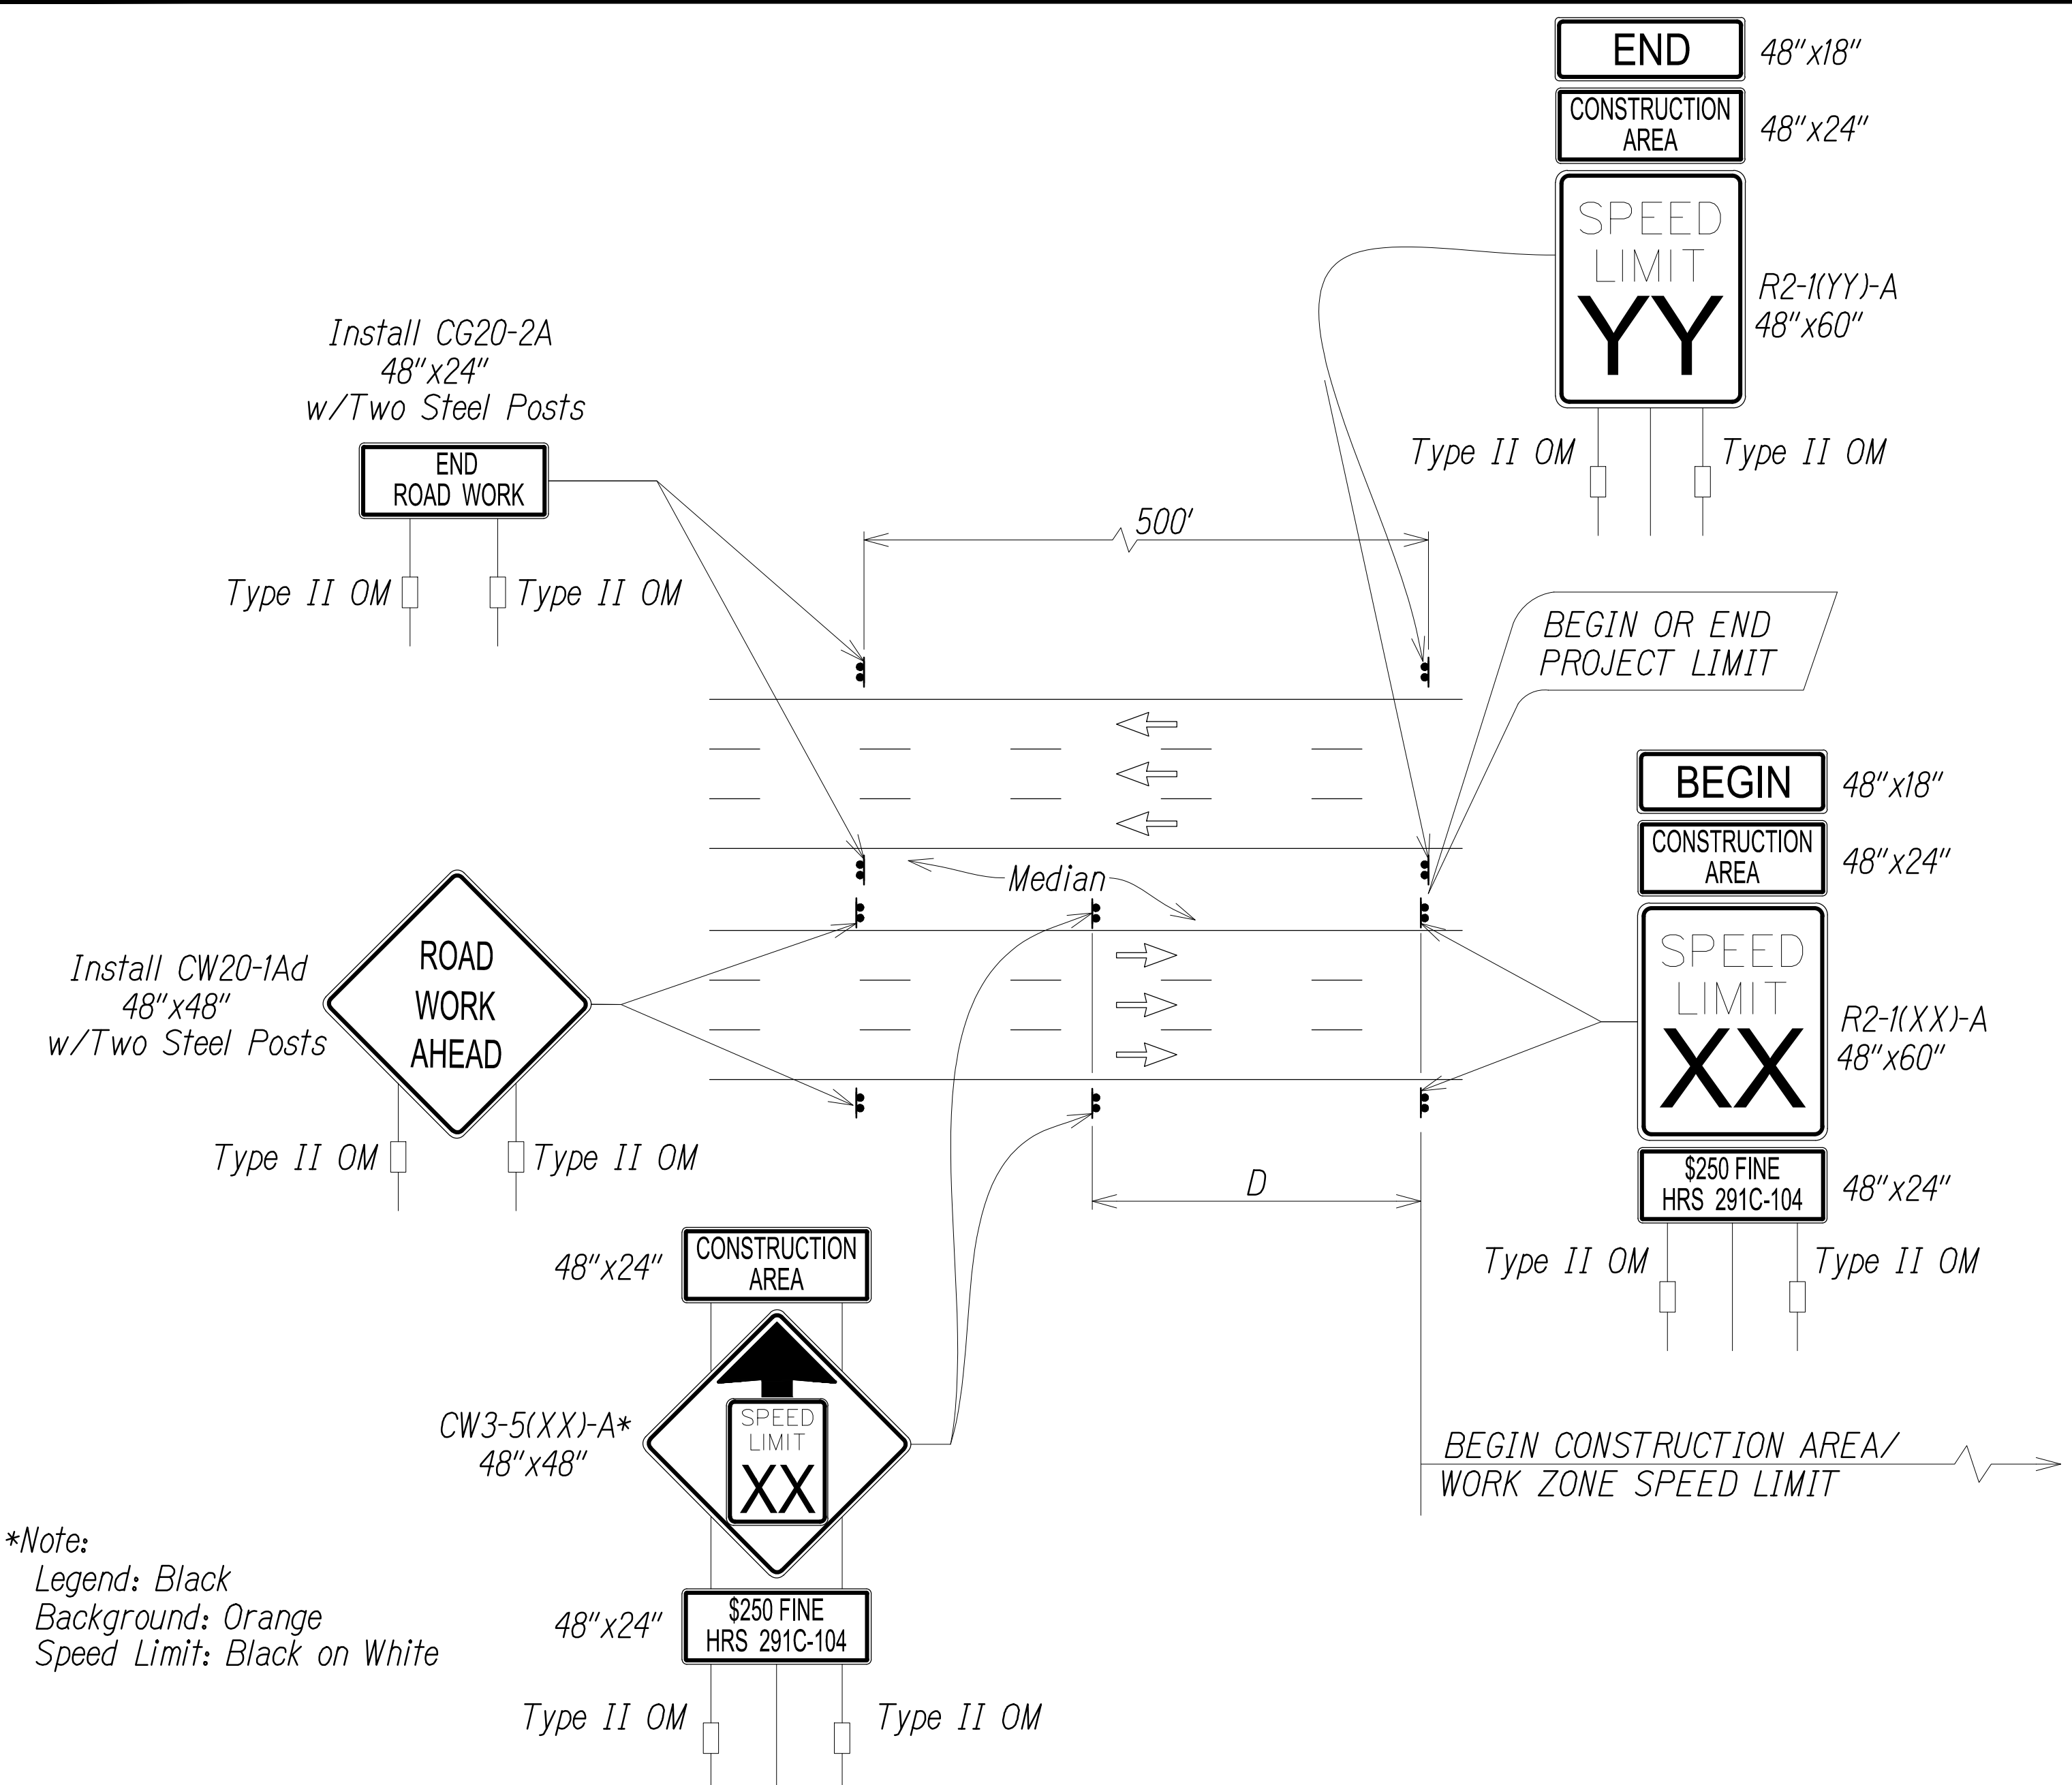 END
48"x18"
CONSTRUCTION
AREA
48"x24"
SPEED
LIMIT
YY
R2-1(YY)-A
48"x60"
Type II OM
Type II OM
Install CG20-2A
48"x24"
w/Two Steel Posts
END
ROAD WORK
Type II OM
Type II OM
500'
BEGIN OR END
PROJECT LIMIT
BEGIN
48"x18"
CONSTRUCTION
AREA
48"x24"
SPEED
LIMIT
XX
R2-1(XX)-A
48"x60"
$250 FINE
HRS 291C-104
48"x24"
Type II OM
Type II OM
Median
Install CW20-1Ad
48"x48"
w/Two Steel Posts
ROAD
WORK
AHEAD
Type II OM
Type II OM
D
48"x24"
CONSTRUCTION
AREA
CW3-5(XX)-A*
48"x48"
SPEED
LIMIT
XX
48"x24"
$250 FINE
HRS 291C-104
Type II OM
Type II OM
BEGIN CONSTRUCTION AREA/
WORK ZONE SPEED LIMIT
*Note:
Legend: Black
Background: Orange
Speed Limit: Black on White